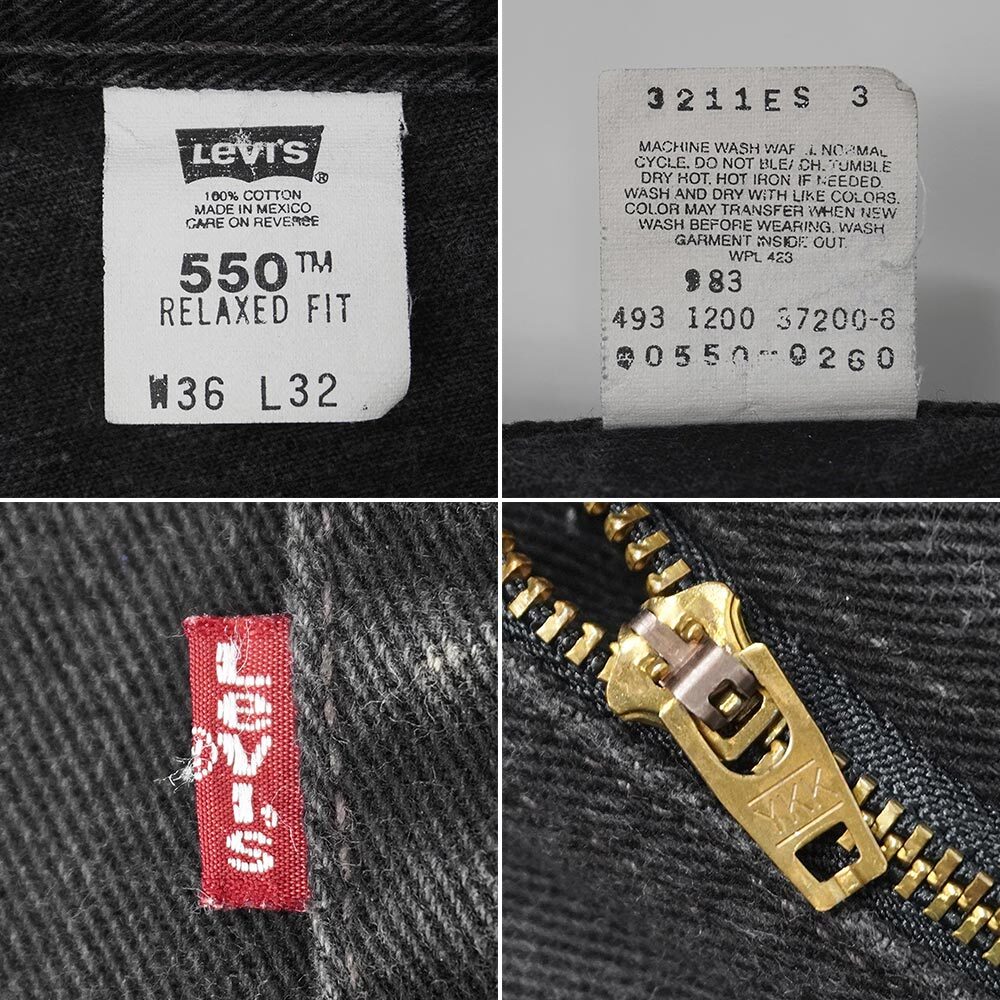 LEVI'S®
100% COTTON
MADE IN MEXICO
CARE ON REVERSE
550™
RELAXED FIT
W36 L32
3211ES 3
MACHINE WASH WARM. NORMAL
CYCLE. DO NOT BLEACH. TUMBLE
DRY HOT. HOT IRON IF NEEDED
WASH AND DRY WITH LIKE COLORS.
COLOR MAY TRANSFER WHEN NEW
WASH BEFORE WEARING. WASH
GARMENT INSIDE OUT.
WPL 423
983
493 1200 37200-8
00550-0260
LEVI'S
®
YKK